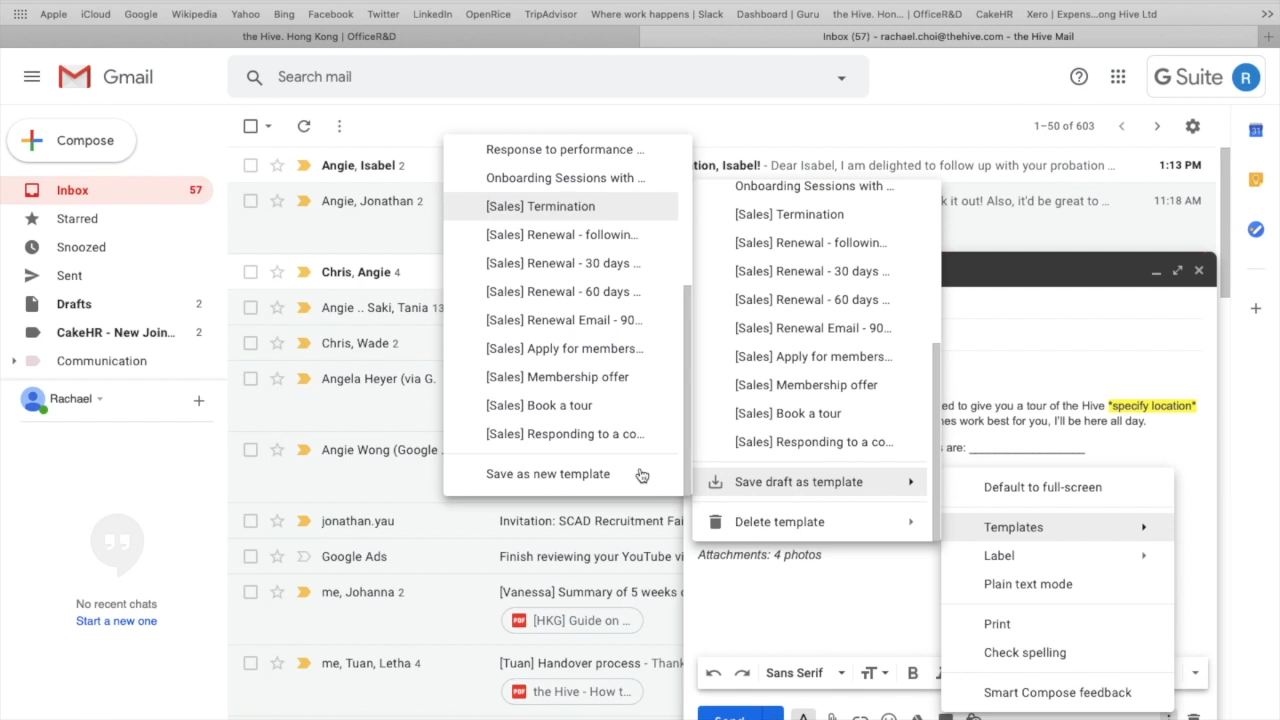 Apple iCloud Google Wikipedia Yahoo Bing Facebook Twitter LinkedIn OpenRice TripAdvisor Where work happens | Slack Dashboard | Guru the Hive. Hon... | OfficeR&D CakeHR Xero | Expens...ong Hive Ltd >>
the Hive. Hong Kong | OfficeR&D
Inbox (57) - rachael.choi@thehive.com - the Hive Mail
Gmail
Search mail
G Suite R
Compose
1–50 of 603
31
Inbox 57
Starred
Snoozed
Sent
Drafts 2
CakeHR - New Join... 2
Communication
Rachael
No recent chats
Start a new one
Angie, Isabel 2
tion, Isabel! - Dear Isabel, I am delighted to follow up with your probation ... 1:13 PM
Angie, Jonathan 2
k it out! Also, it'd be great to ... 11:18 AM
Chris, Angie 4
Angie .. Saki, Tania 13
Chris, Wade 2
Angela Heyer (via G.
Angie Wong (Google .
jonathan.yau Invitation: SCAD Recruitment Fai
Google Ads Finish reviewing your YouTube vi
me, Johanna 2 [Vanessa] Summary of 5 weeks o
PDF [HKG] Guide on ...
me, Tuan, Letha 4 [Tuan] Handover process - Thank
PDF the Hive - How t...
Response to performance ...
Onboarding Sessions with ...
[Sales] Termination
[Sales] Renewal - followin...
[Sales] Renewal - 30 days ...
[Sales] Renewal - 60 days ...
[Sales] Renewal Email - 90...
[Sales] Apply for members...
[Sales] Membership offer
[Sales] Book a tour
[Sales] Responding to a co...
Save as new template
Onboarding Sessions with ...
[Sales] Termination
[Sales] Renewal - followin...
[Sales] Renewal - 30 days ...
[Sales] Renewal - 60 days ...
[Sales] Renewal Email - 90...
[Sales] Apply for members...
[Sales] Membership offer
[Sales] Book a tour
[Sales] Responding to a co...
Save draft as template
Delete template
ed to give you a tour of the Hive *specify location*
nes work best for you, I'll be here all day.
are: ___________________
Attachments: 4 photos
Default to full-screen
Templates
Label
Plain text mode
Print
Check spelling
Smart Compose feedback
Sans Serif B
Send